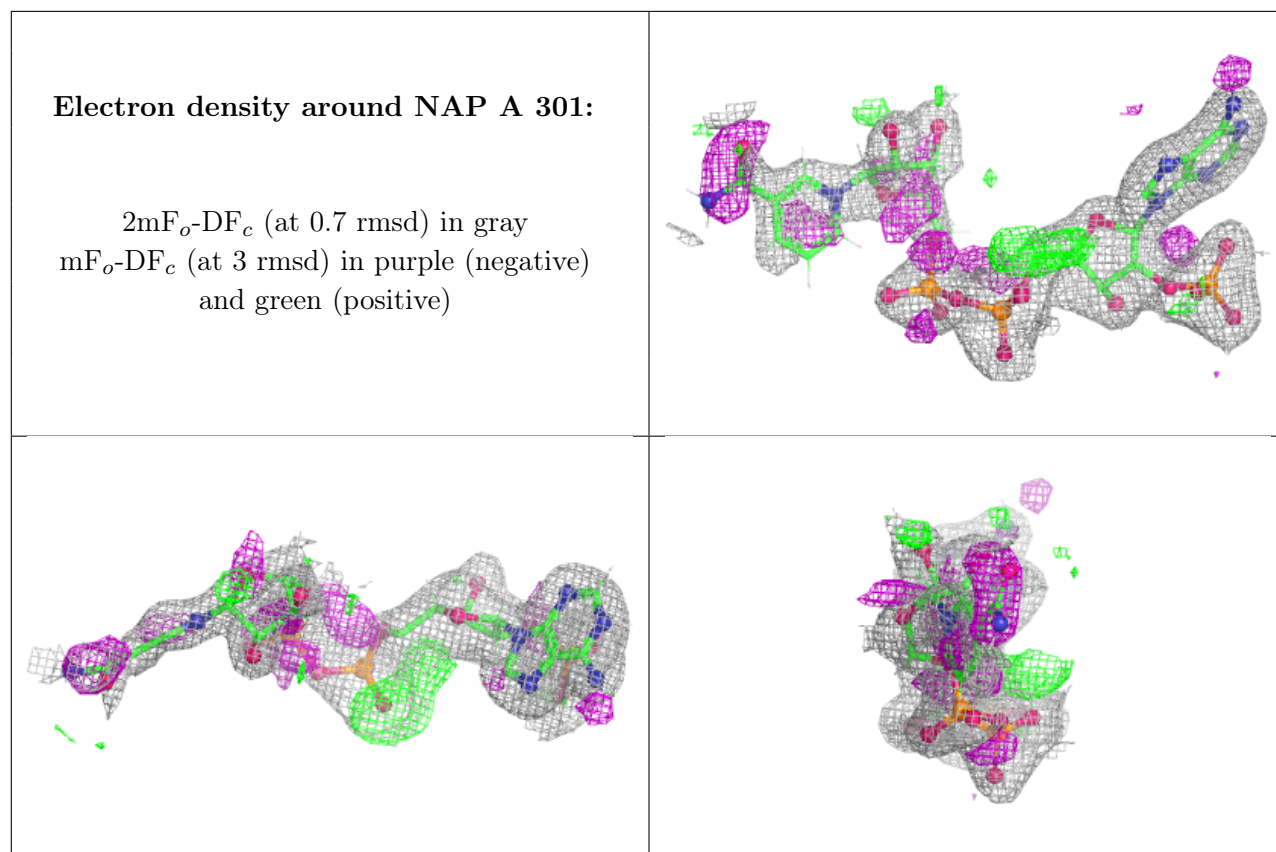 Electron density around NAP A 301:
2mFo-DFc (at 0.7 rmsd) in gray
mFo-DFc (at 3 rmsd) in purple (negative)
and green (positive)